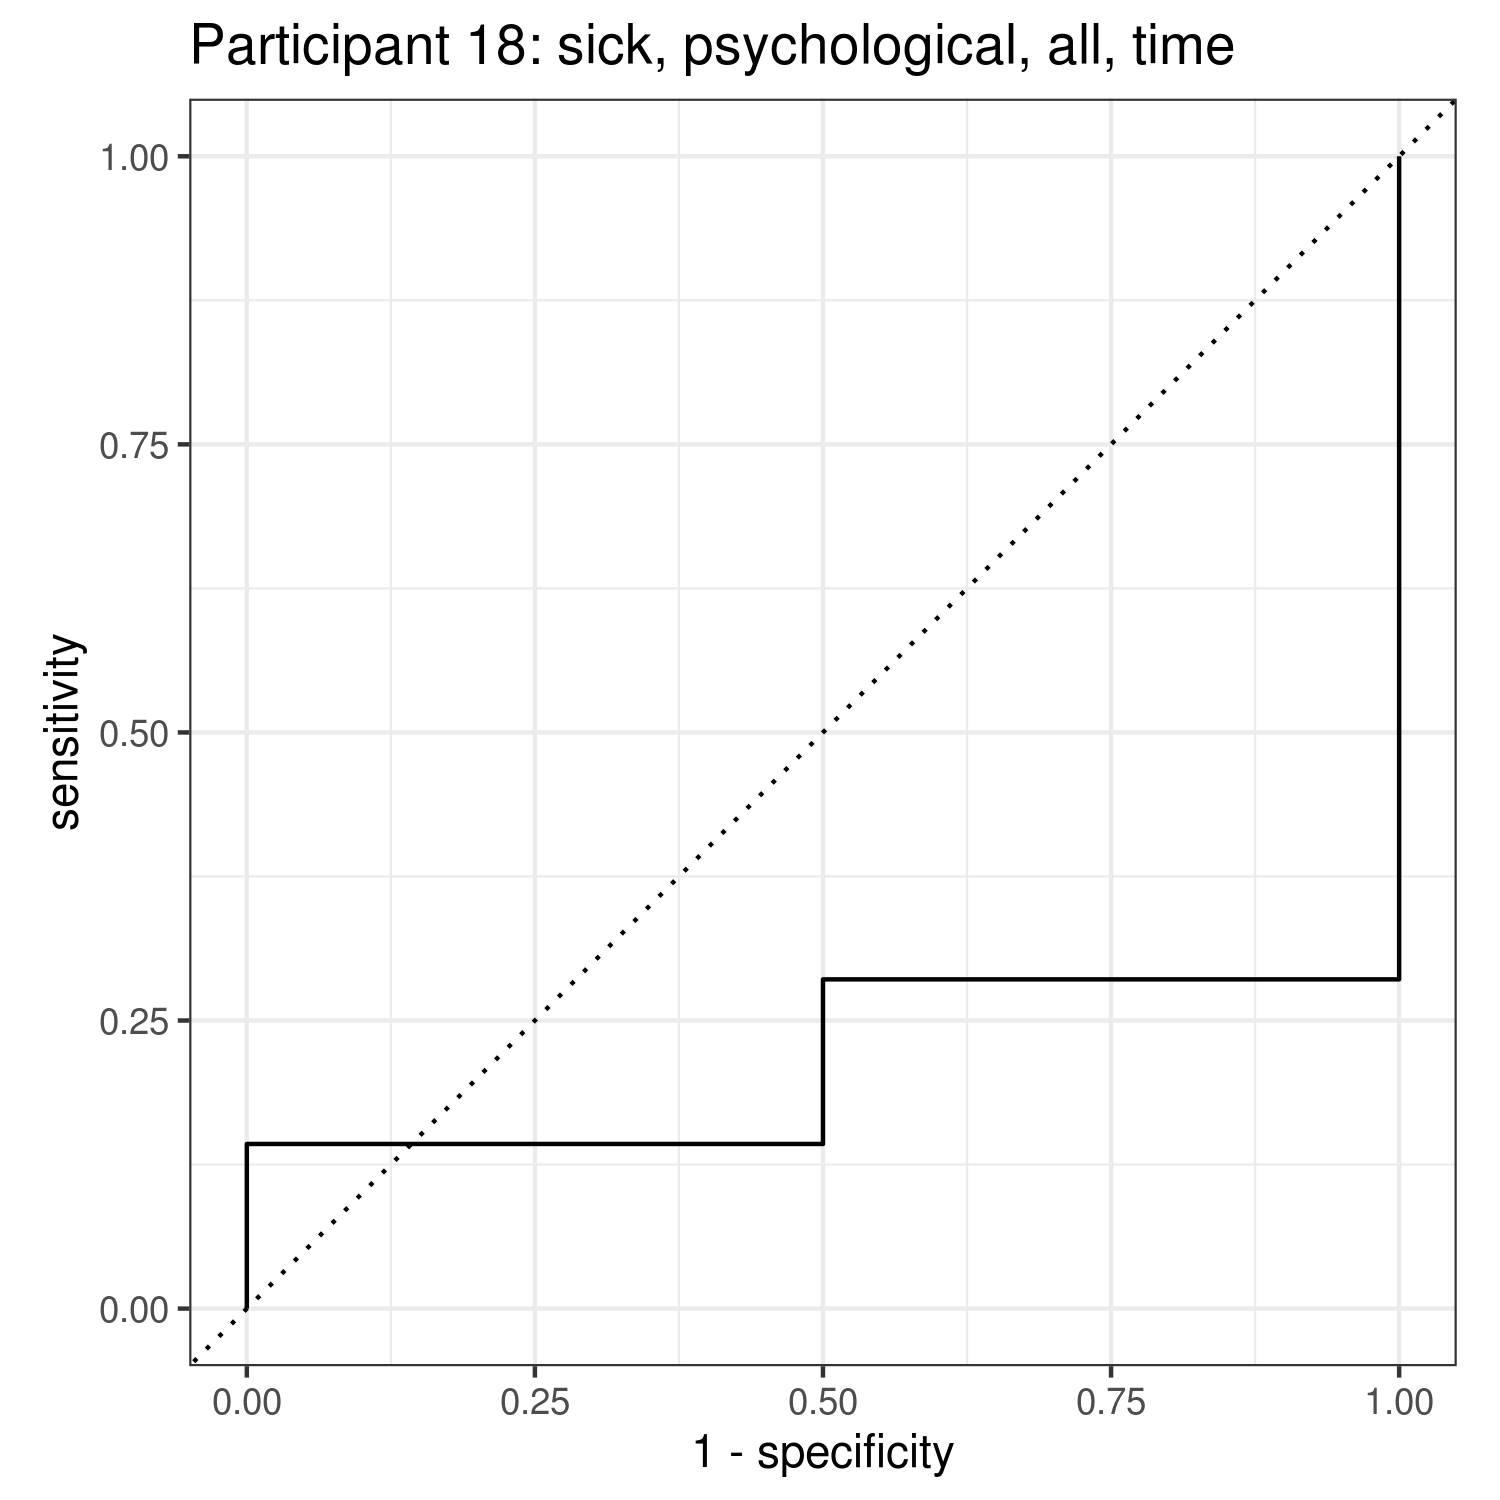 Participant 18: sick, psychological, all, time
1.00
0.75
0.50
0.25
0.00
sensitivity
0.00 0.25 0.50 0.75 1.00
1 - specificity